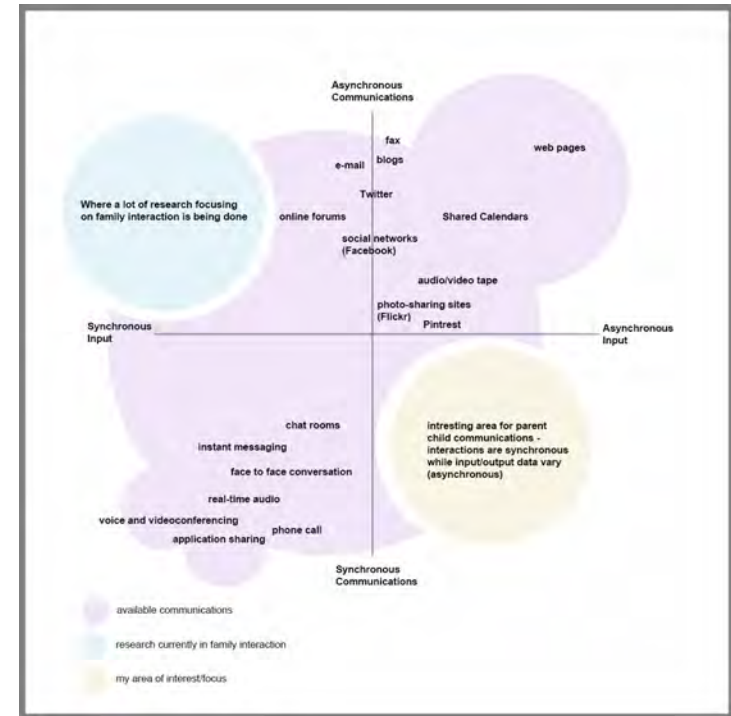 Asynchronous
Communications
fax
e-mail
blogs
web pages
Twitter
Where a lot of research focusing
on family interaction is being done
online forums
Shared Calendars
social networks
(Facebook)
audio/video tape
photo-sharing sites
(Flickr)
Pintrest
Synchronous
Input
Asynchronous
Input
chat rooms
instant messaging
face to face conversation
real-time audio
voice and videoconferencing
phone call
application sharing
intresting area for parent
child communications -
interactions are synchronous
while input/output data vary
(asynchronous)
Synchronous
Communications
available communications
research currently in family interaction
my area of interest/focus